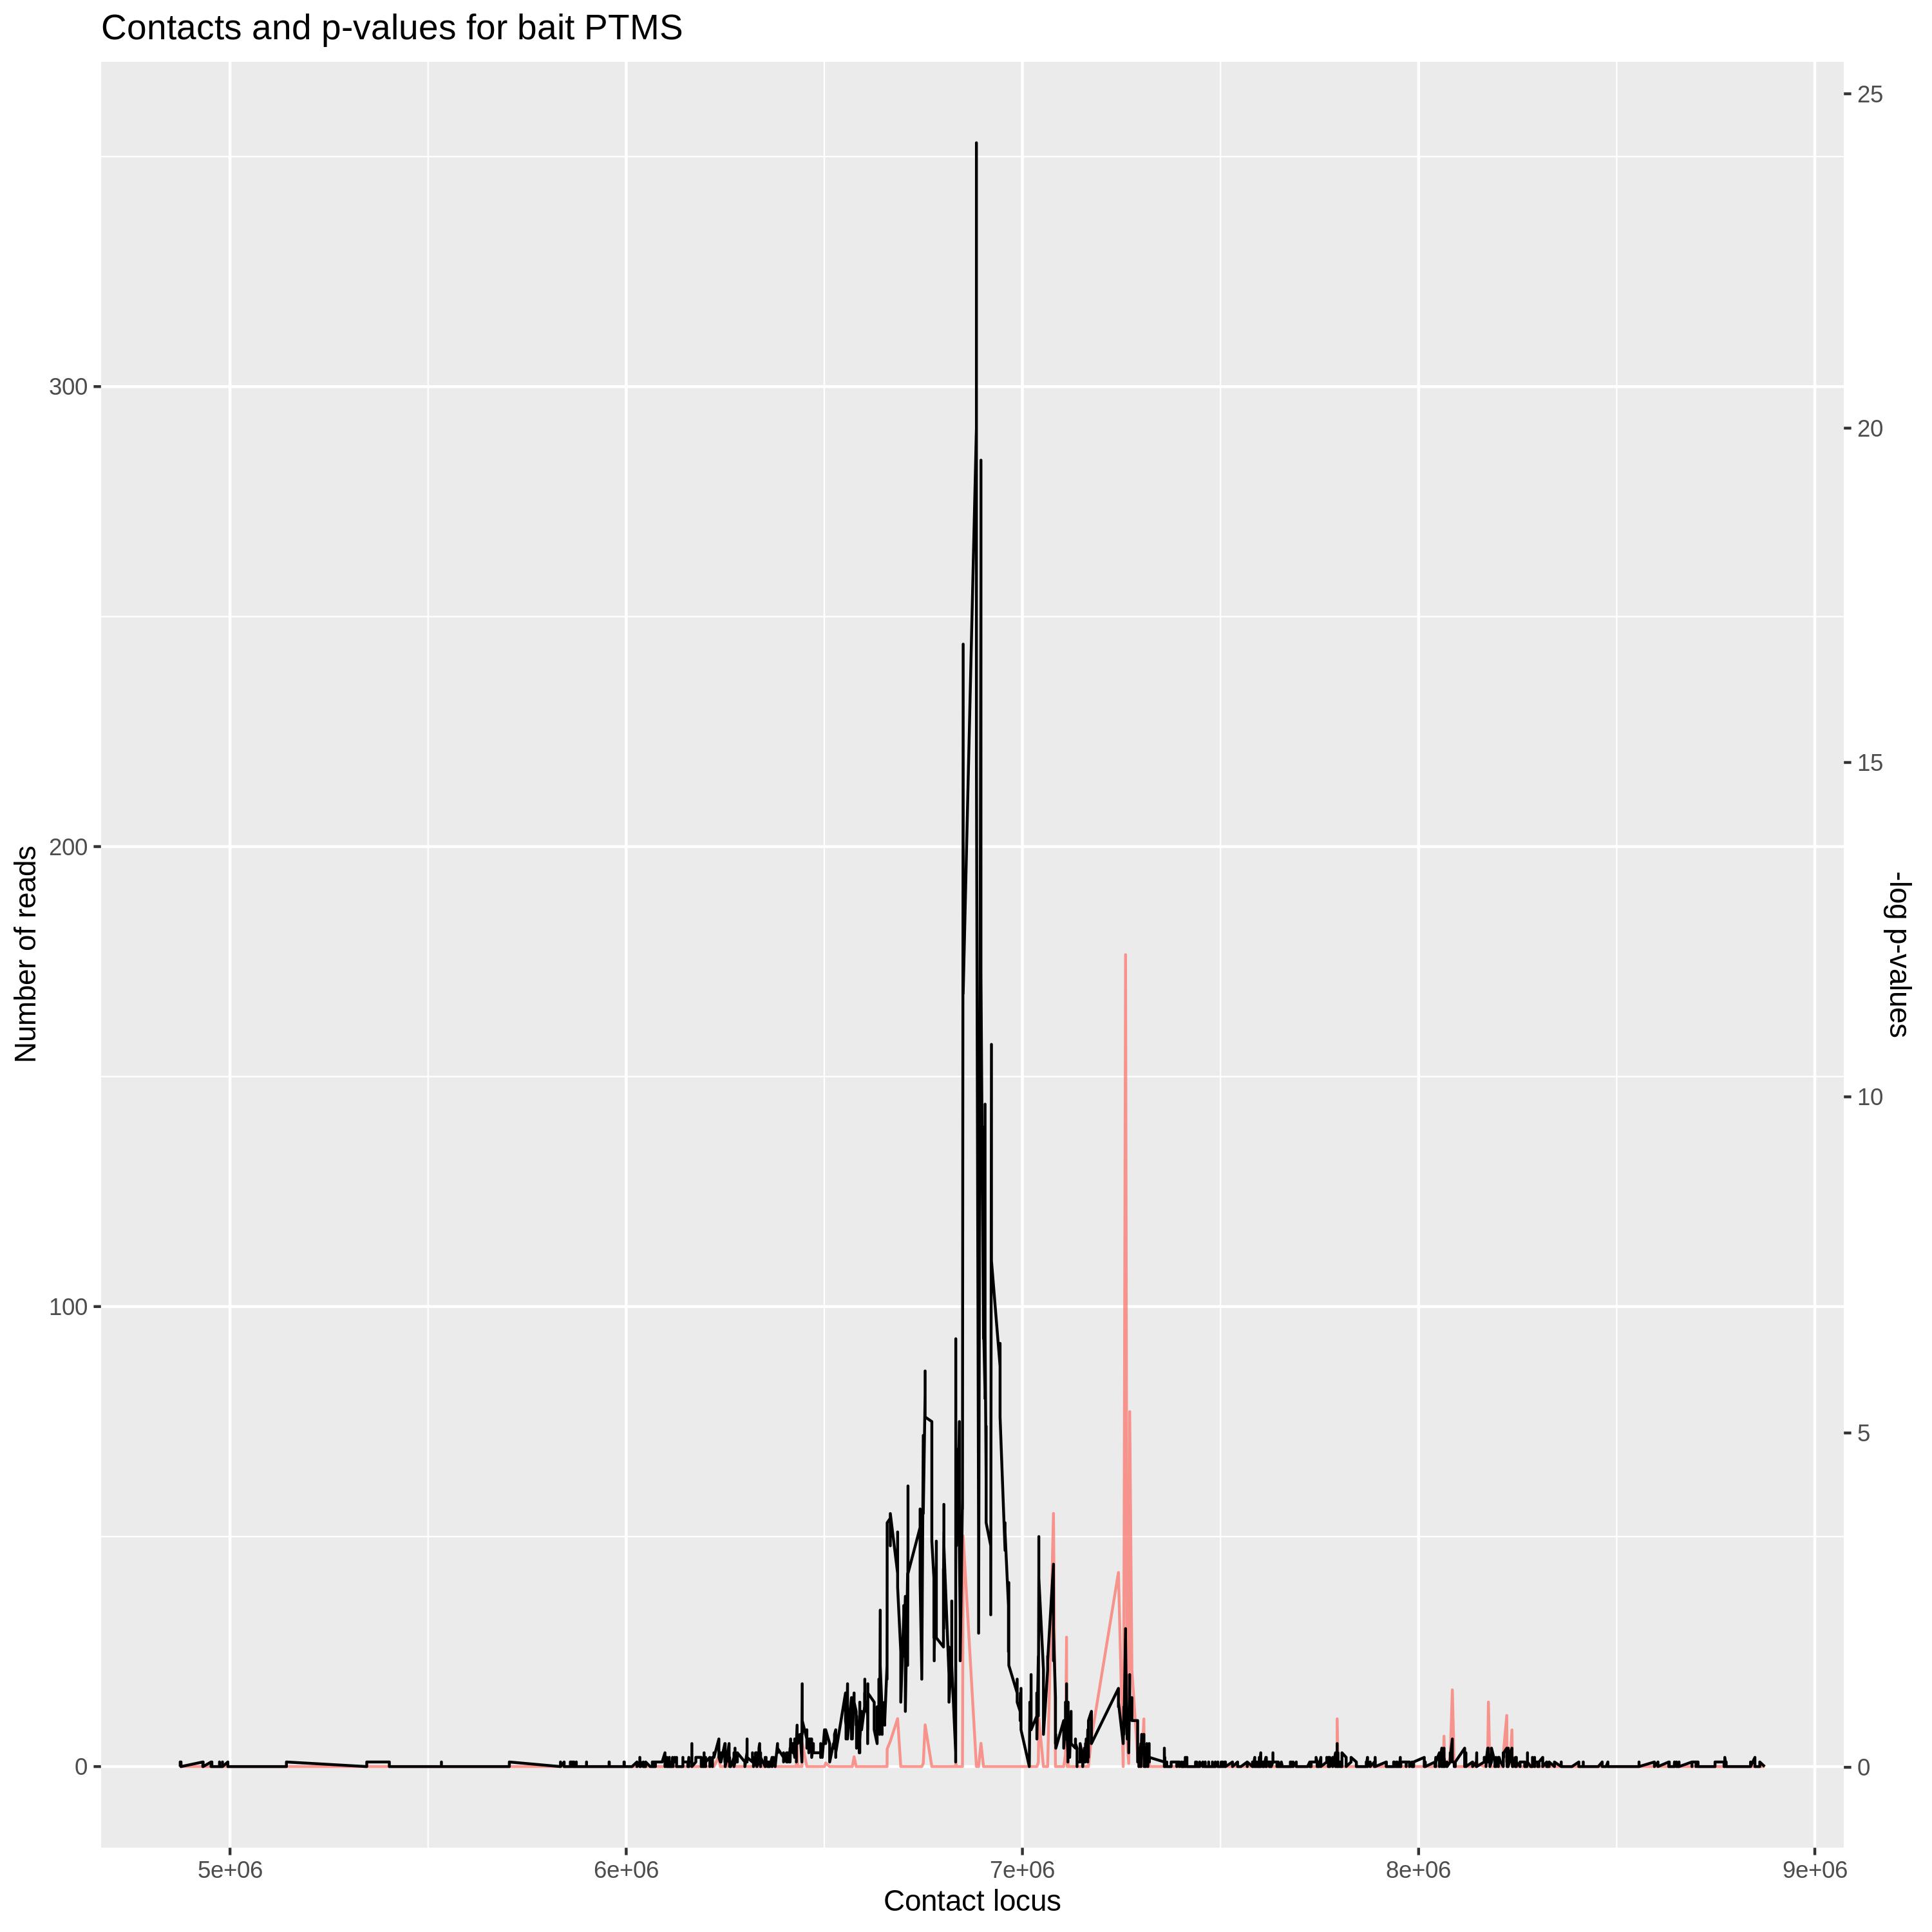 Contacts and p-values for bait PTMS
Number of reads
300
200
100
0
25
20
15
10
5
0
-log p-values
5e+06
6e+06
7e+06
8e+06
9e+06
Contact locus